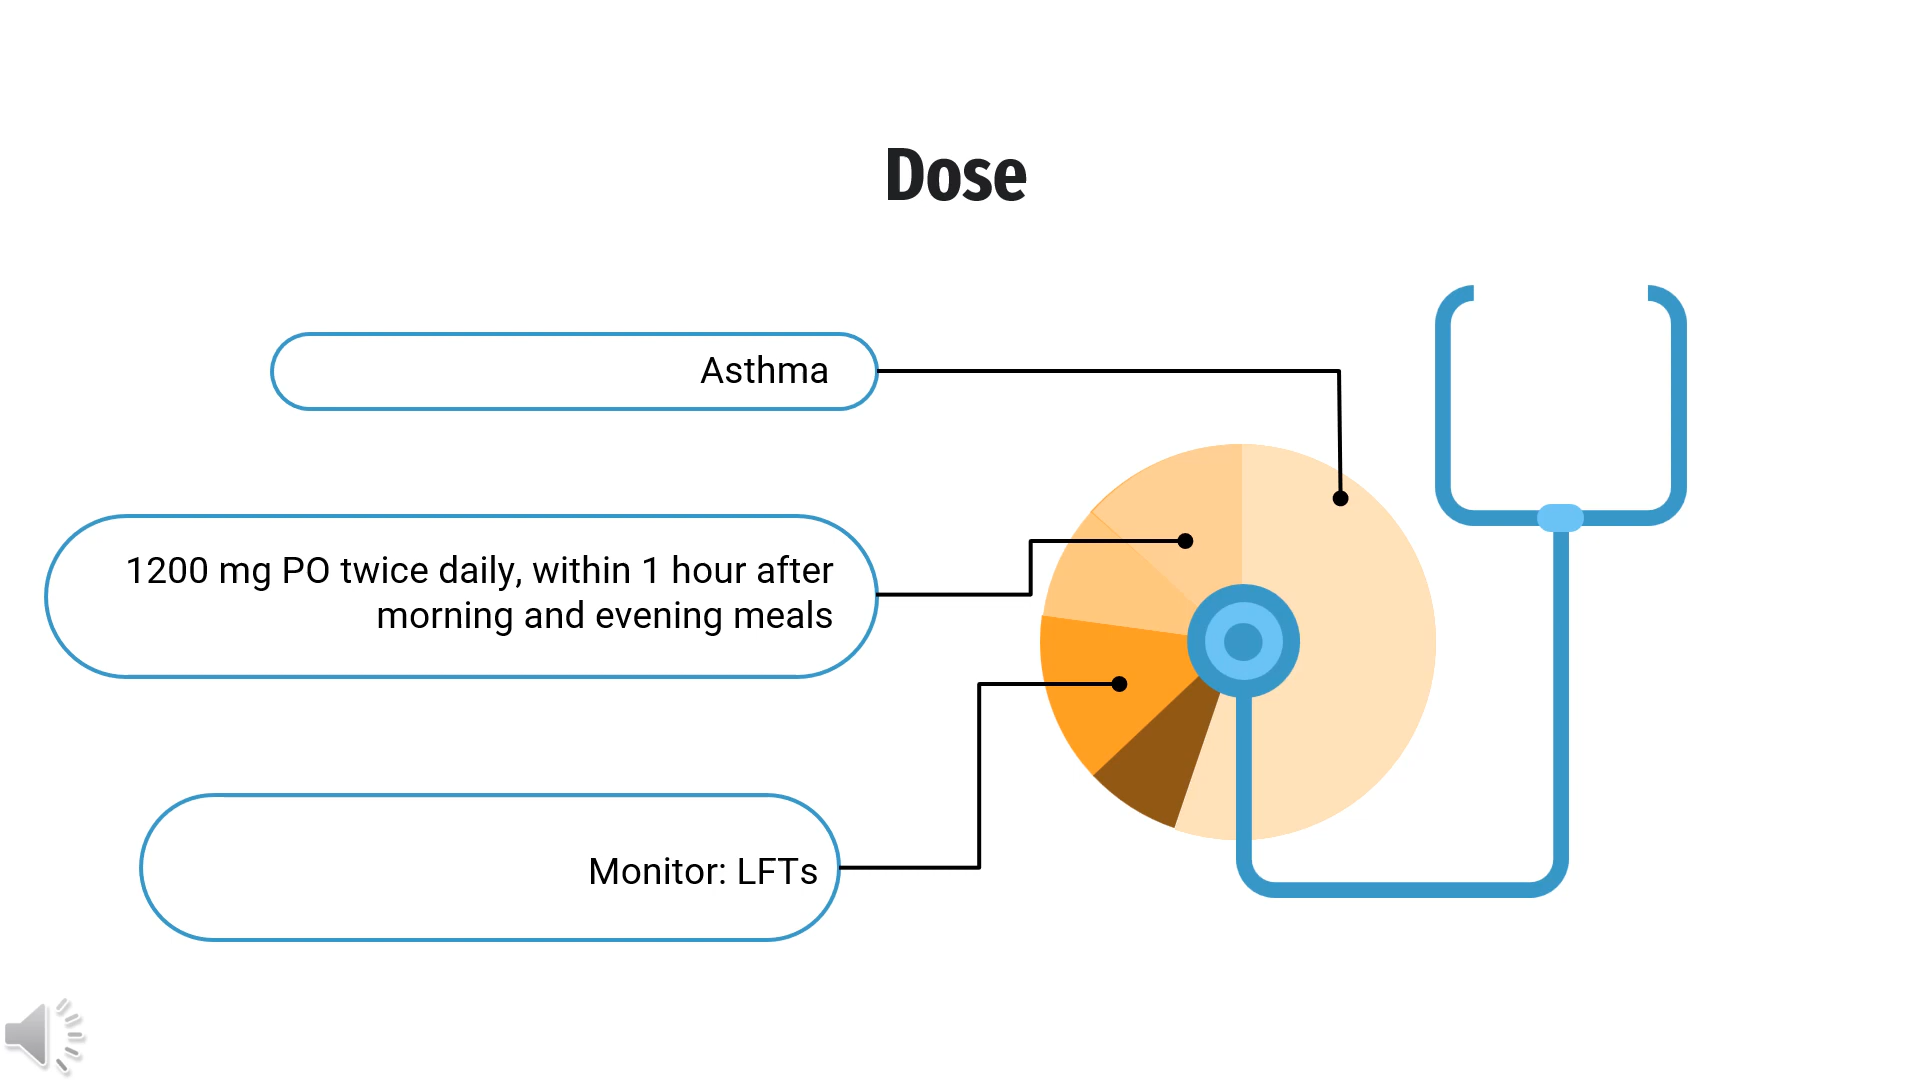 Dose
Asthma
1200 mg PO twice daily, within 1 hour after
morning and evening meals
Monitor: LFTs